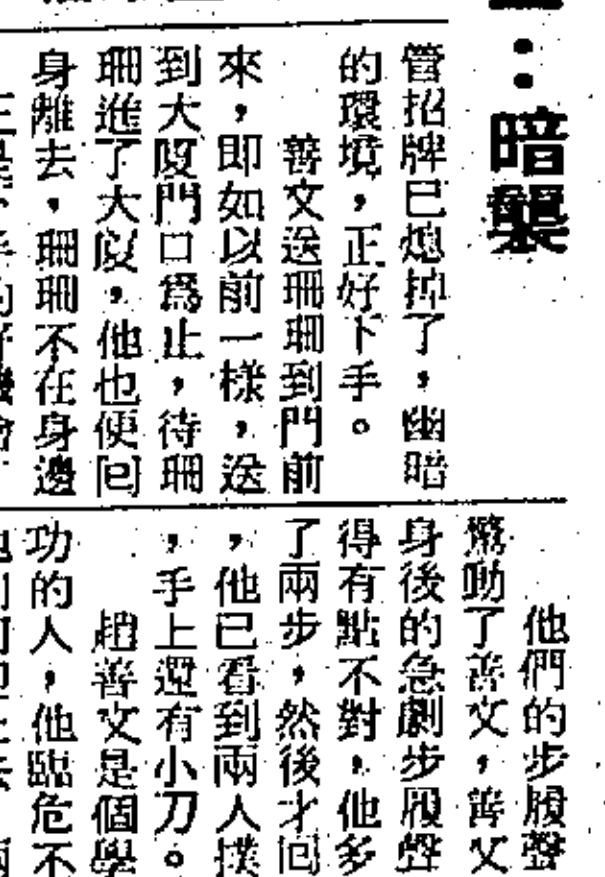 ：暗襲
管招牌已熄掉了，幽暗
的環境，正好下手。
善文送珊珊到門前
來，即如以前一樣，送
到大厦門口爲止，待珊
珊進了大厦，他也便回
身離去，珊珊不在身邊
他們的步履聲
驚動了善文，善文
身後的急劇步履聲
得有點不對，他多
了兩步，然後才回
，他已看到兩人撲
，手上還有小刀。
趙善文是個學
功的人，他臨危不